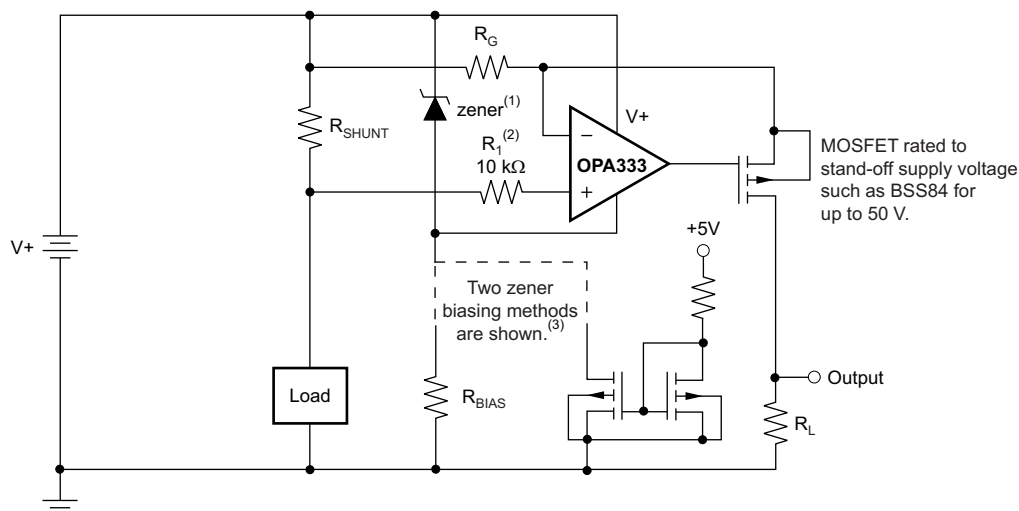 R_G
zener(1)
V+
R_SHUNT
R_1(2)
10 kΩ
−
OPA333
+
MOSFET rated to
stand-off supply voltage
such as BSS84 for
up to 50 V.
V+
+5V
Two zener
biasing methods
are shown.(3)
Load
R_BIAS
Output
R_L